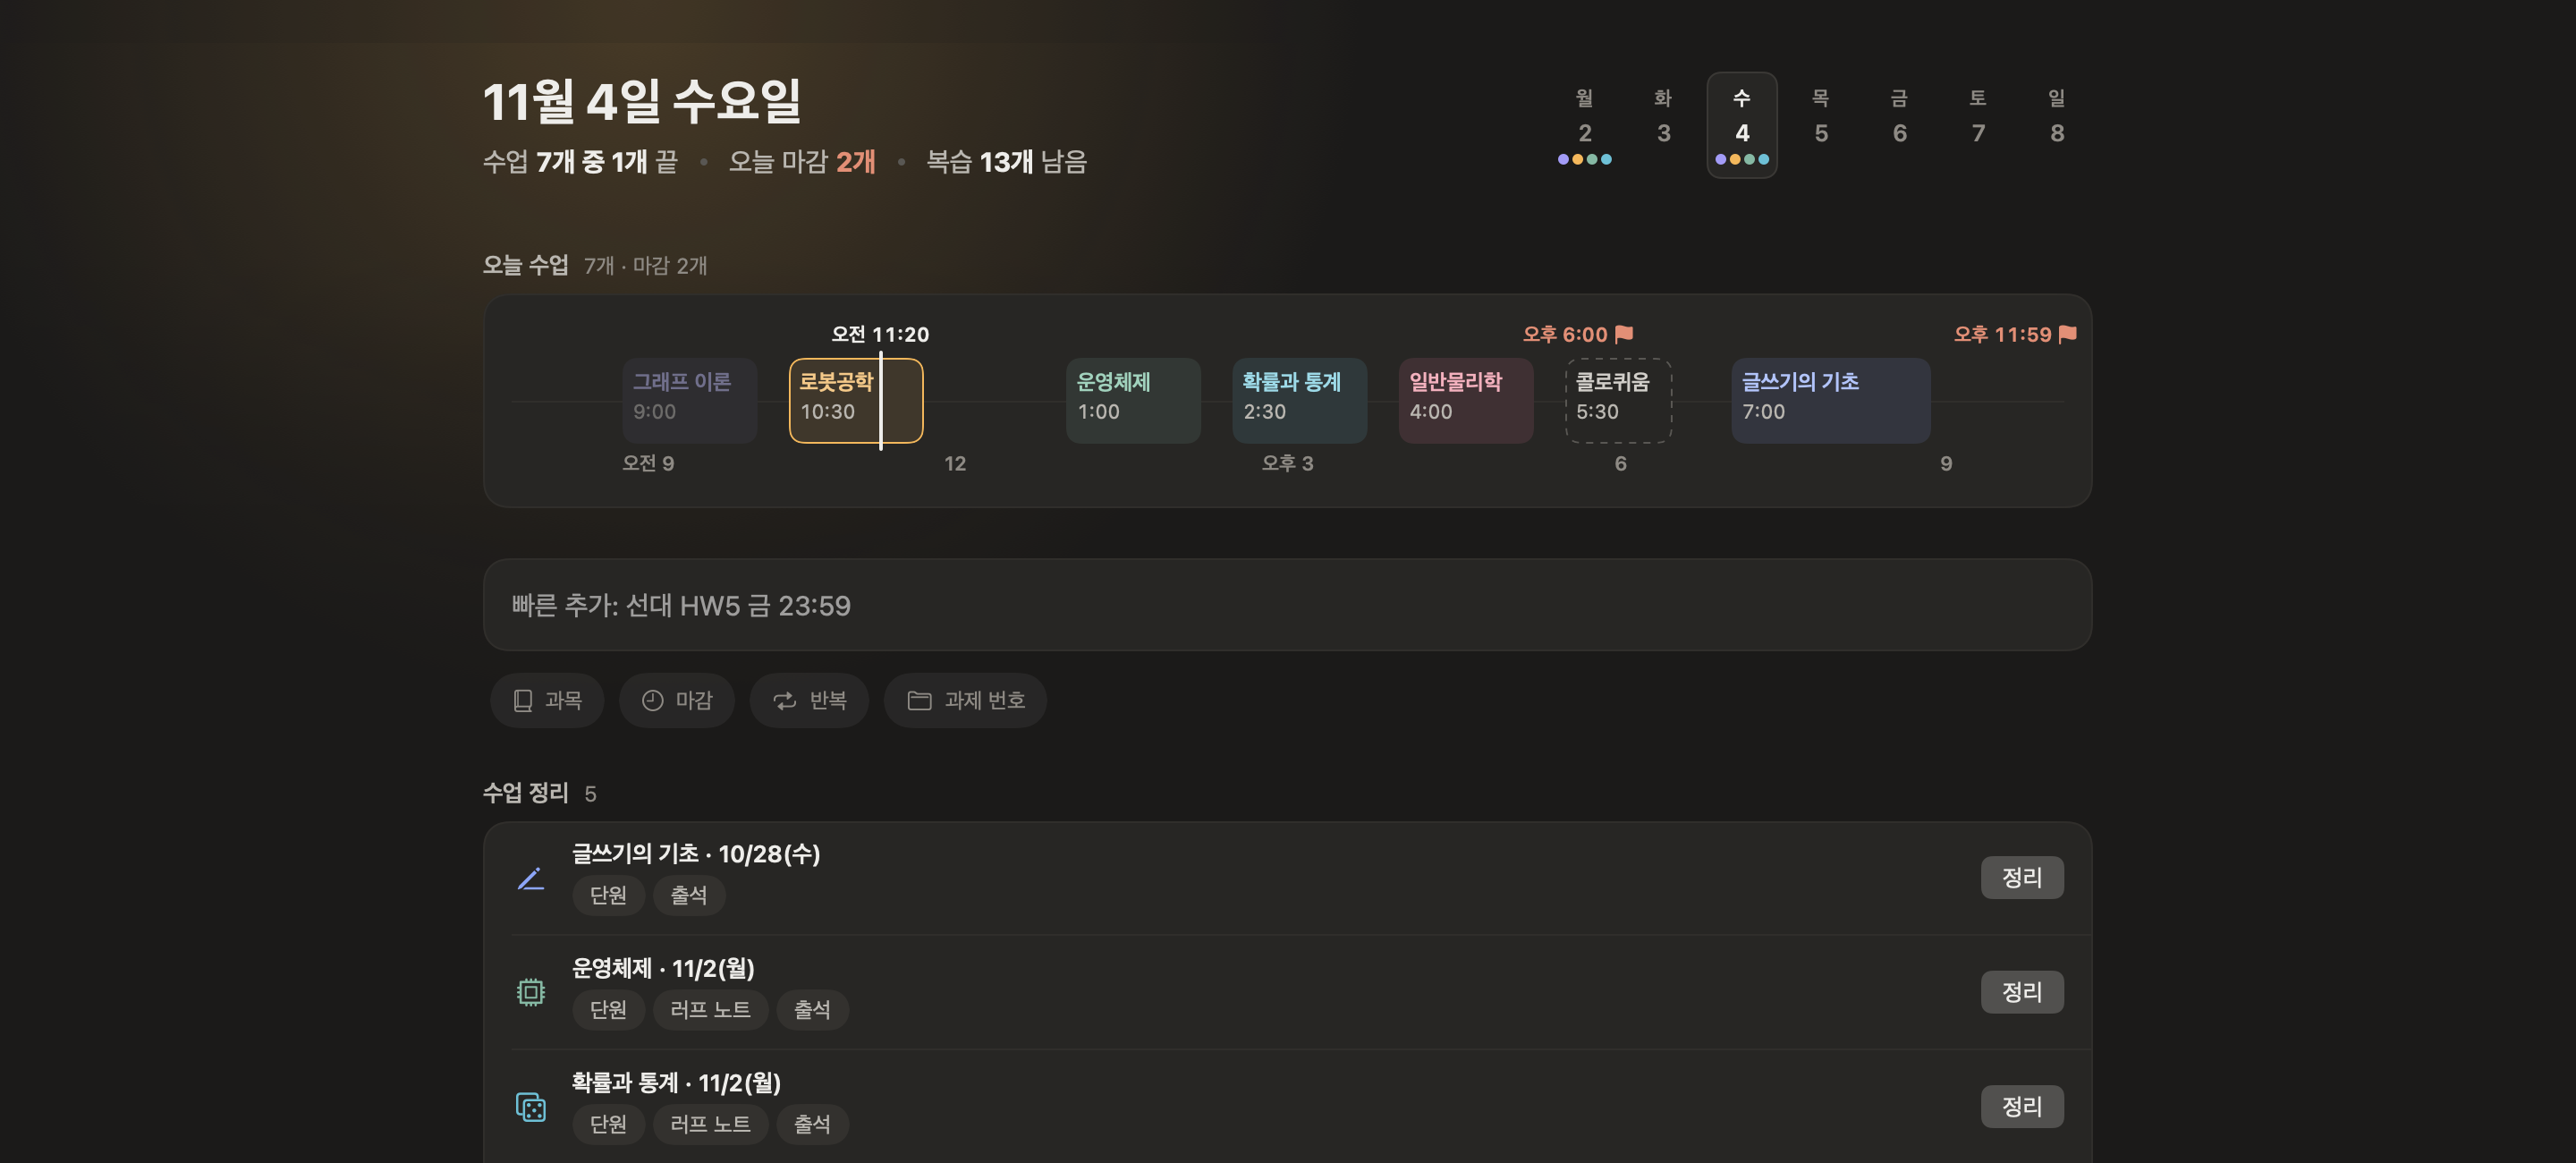 11월 4일 수요일
수업 7개 중 1개 끝 • 오늘 마감 2개 • 복습 13개 남음
월 화 수 목 금 토 일
2 3 4 5 6 7 8
오늘 수업 7개 · 마감 2개
오전 11:20 오후 6:00 오후 11:59
그래프 이론 로봇공학 운영체제 확률과 통계 일반물리학 콜로퀴움 글쓰기의 기초
9:00 10:30 1:00 2:30 4:00 5:30 7:00
오전 9 12 오후 3 6 9
빠른 추가: 선대 HW5 금 23:59
과목 마감 반복 과제 번호
수업 정리 5
글쓰기의 기초 · 10/28(수)
단원 출석
정리
운영체제 · 11/2(월)
단원 러프 노트 출석
정리
확률과 통계 · 11/2(월)
단원 러프 노트 출석
정리